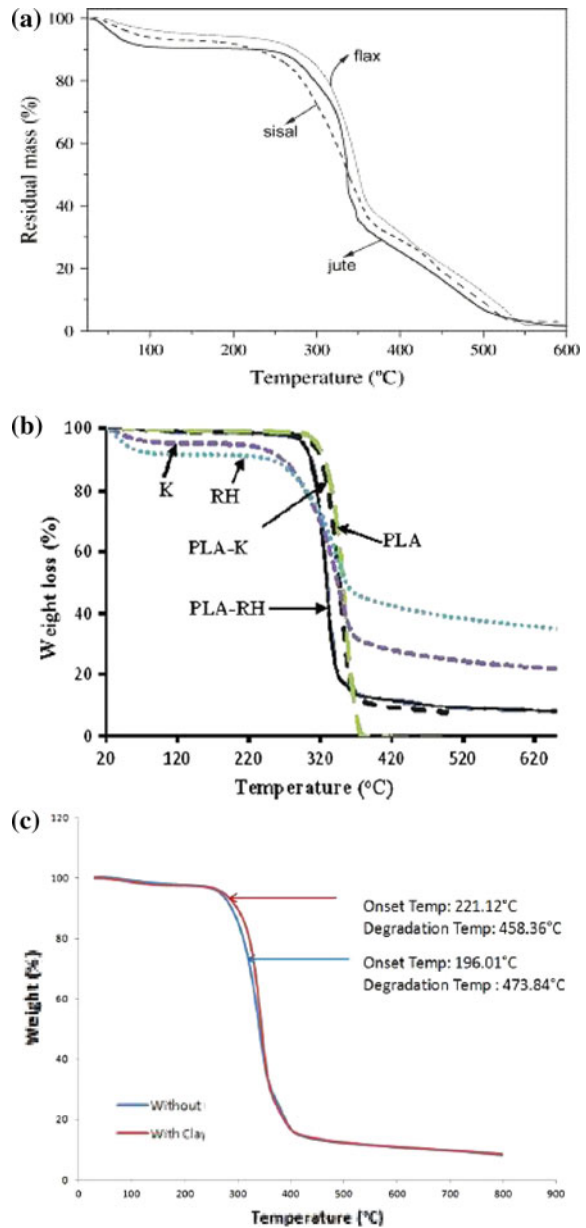 (a)
100
80
60
40
20
0
Residual mass (%)
flax
sisal
jute
100 200 300 400 500 600
Temperature (ºC)
(b)
100
80
60
40
20
0
Weight loss (%)
K
RH
PLA-K
PLA
PLA-RH
20 120 220 320 420 520 620
Temperature (ºC)
(c)
120
100
80
60
40
20
0
Weight (%)
Onset Temp: 221.12°C
Degradation Temp: 458.36°C
Onset Temp: 196.01°C
Degradation Temp : 473.84°C
Without
With Clay
0 100 200 300 400 500 600 700 800 900
Temperature (°C)